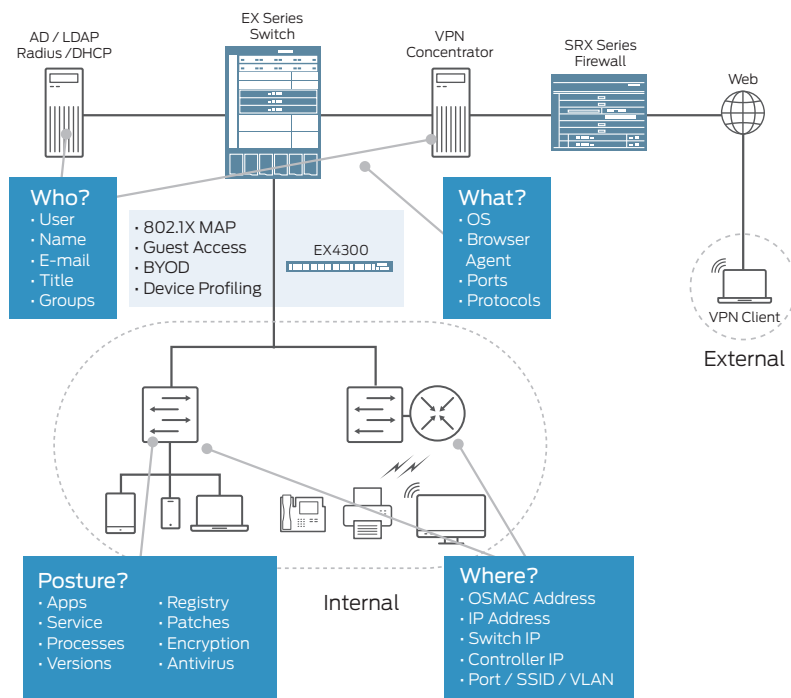 AD / LDAP
Radius /DHCP
EX Series
Switch
VPN
Concentrator
SRX Series
Firewall
Web
Who?
· User
· Name
· E-mail
· Title
· Groups
· 802.1X MAP
· Guest Access
· BYOD
· Device Profiling
EX4300
What?
· OS
· Browser
Agent
· Ports
· Protocols
VPN Client
External
Posture?
· Apps
· Service
· Processes
· Versions
· Registry
· Patches
· Encryption
· Antivirus
Internal
Where?
· OSMAC Address
· IP Address
· Switch IP
· Controller IP
· Port / SSID / VLAN